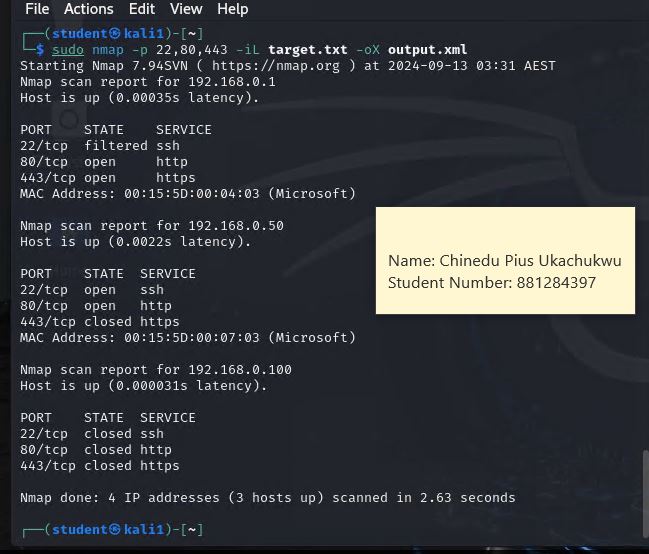 File Actions Edit View Help
┌──(student㉿kali1)-[~]
└─$ sudo nmap -p 22,80,443 -iL target.txt -oX output.xml
Starting Nmap 7.94SVN ( https://nmap.org ) at 2024-09-13 03:31 AEST
Nmap scan report for 192.168.0.1
Host is up (0.00035s latency).
PORT    STATE    SERVICE
22/tcp  filtered ssh
80/tcp  open     http
443/tcp open     https
MAC Address: 00:15:5D:00:04:03 (Microsoft)
Nmap scan report for 192.168.0.50
Host is up (0.0022s latency).
PORT    STATE  SERVICE
22/tcp  open   ssh
80/tcp  open   http
443/tcp closed https
MAC Address: 00:15:5D:00:07:03 (Microsoft)
Name: Chinedu Pius Ukachukwu
Student Number: 881284397
Nmap scan report for 192.168.0.100
Host is up (0.000031s latency).
PORT    STATE  SERVICE
22/tcp  closed ssh
80/tcp  closed http
443/tcp closed https
Nmap done: 4 IP addresses (3 hosts up) scanned in 2.63 seconds
┌──(student㉿kali1)-[~]